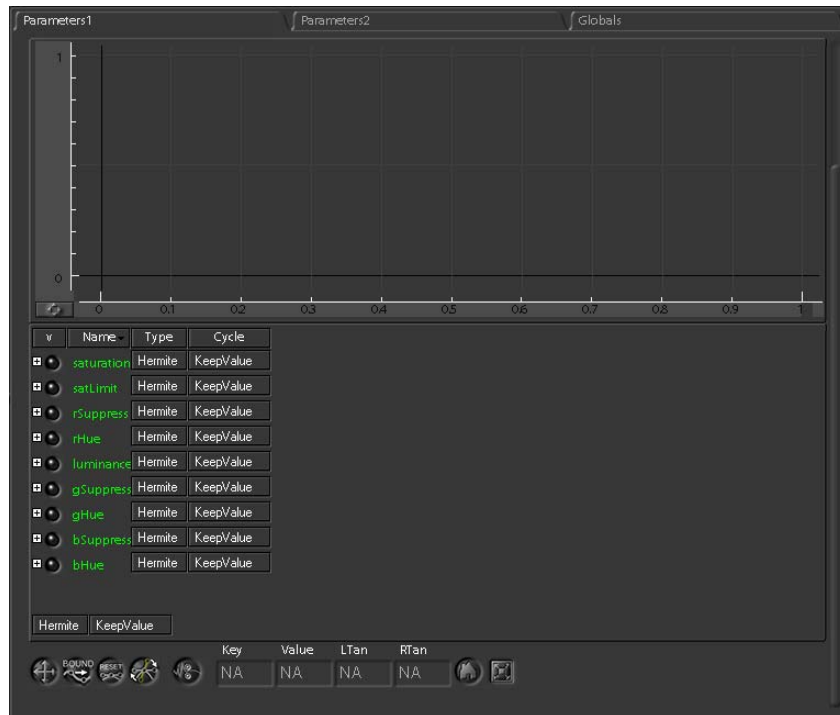 Parameters1 Parameters2 Globals
1
0
0 0.1 0.2 0.3 0.4 0.5 0.6 0.7 0.8 0.9 1
v Name Type Cycle
saturation Hermite KeepValue
satLimit Hermite KeepValue
rSuppress Hermite KeepValue
rHue Hermite KeepValue
luminance Hermite KeepValue
gSuppress Hermite KeepValue
gHue Hermite KeepValue
bSuppress Hermite KeepValue
bHue Hermite KeepValue
Hermite KeepValue
Key Value LTan RTan
BOUND RESET NA NA NA NA